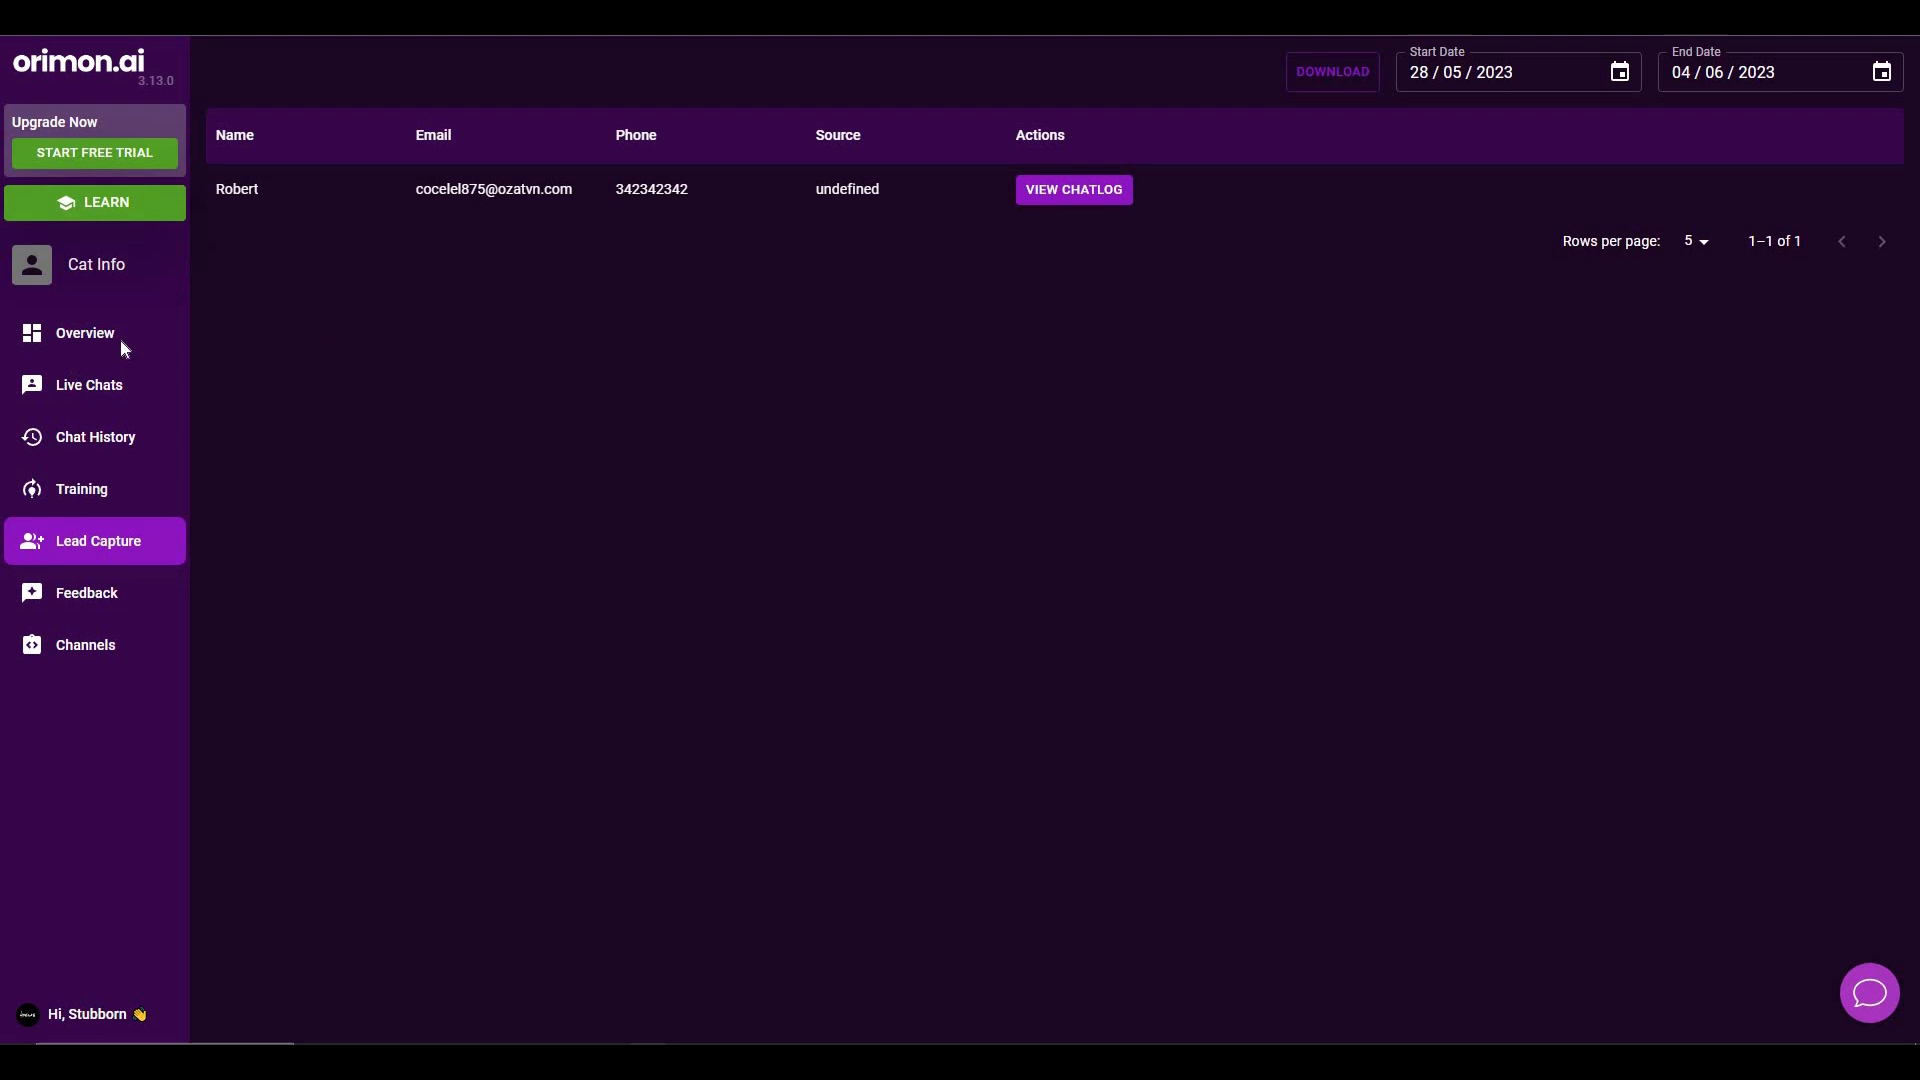 orimon.ai
3.13.0
Upgrade Now
START FREE TRIAL
LEARN
Cat Info
Overview
Live Chats
Chat History
Training
Lead Capture
Feedback
Channels
Hi, Stubborn 👋
DOWNLOAD
Start Date
28 / 05 / 2023
End Date
04 / 06 / 2023
Name Email Phone Source Actions
Robert cocelel875@ozatvn.com 342342342 undefined VIEW CHATLOG
Rows per page: 5 1–1 of 1